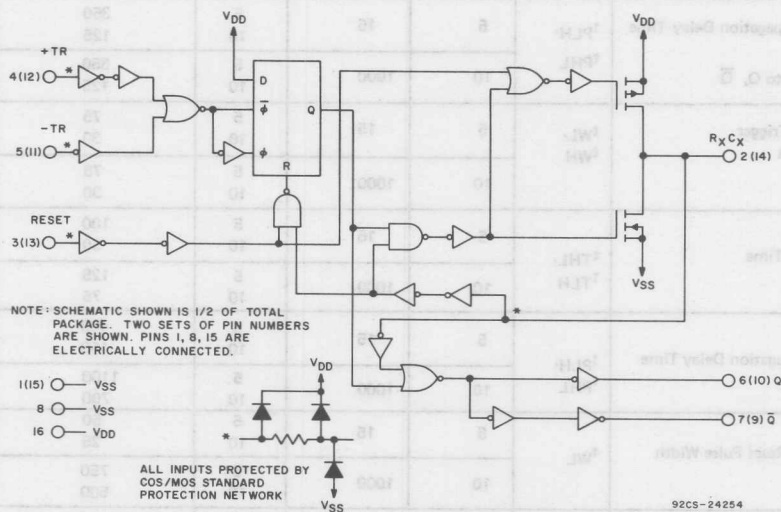 VDD
VDD
+TR
4(12)
*
D
Φ
Q
Φ
R
-TR
5(11)
*
RXCX
2(14)
RESET
3(13)
*
VSS
*
NOTE: SCHEMATIC SHOWN IS 1/2 OF TOTAL
PACKAGE. TWO SETS OF PIN NUMBERS
ARE SHOWN. PINS 1, 8, 15 ARE
ELECTRICALLY CONNECTED.
1(15) VSS
8 VSS
16 VDD
VDD
*
VSS
6(10) Q
7(9) Q̅
ALL INPUTS PROTECTED BY
COS/MOS STANDARD
PROTECTION NETWORK
92CS-24254